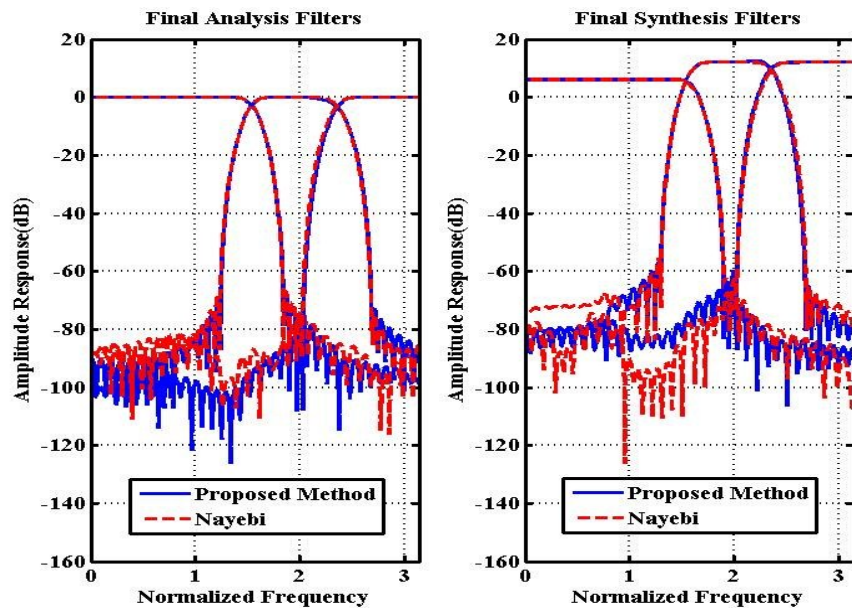 Final Analysis Filters
Amplitude Response(dB)
20
0
-20
-40
-60
-80
-100
-120
-140
-160
0
1
2
3
Proposed Method
Nayebi
Normalized Frequency
Final Synthesis Filters
Amplitude Response(dB)
20
0
-20
-40
-60
-80
-100
-120
-140
-160
0
1
2
3
Proposed Method
Nayebi
Normalized Frequency